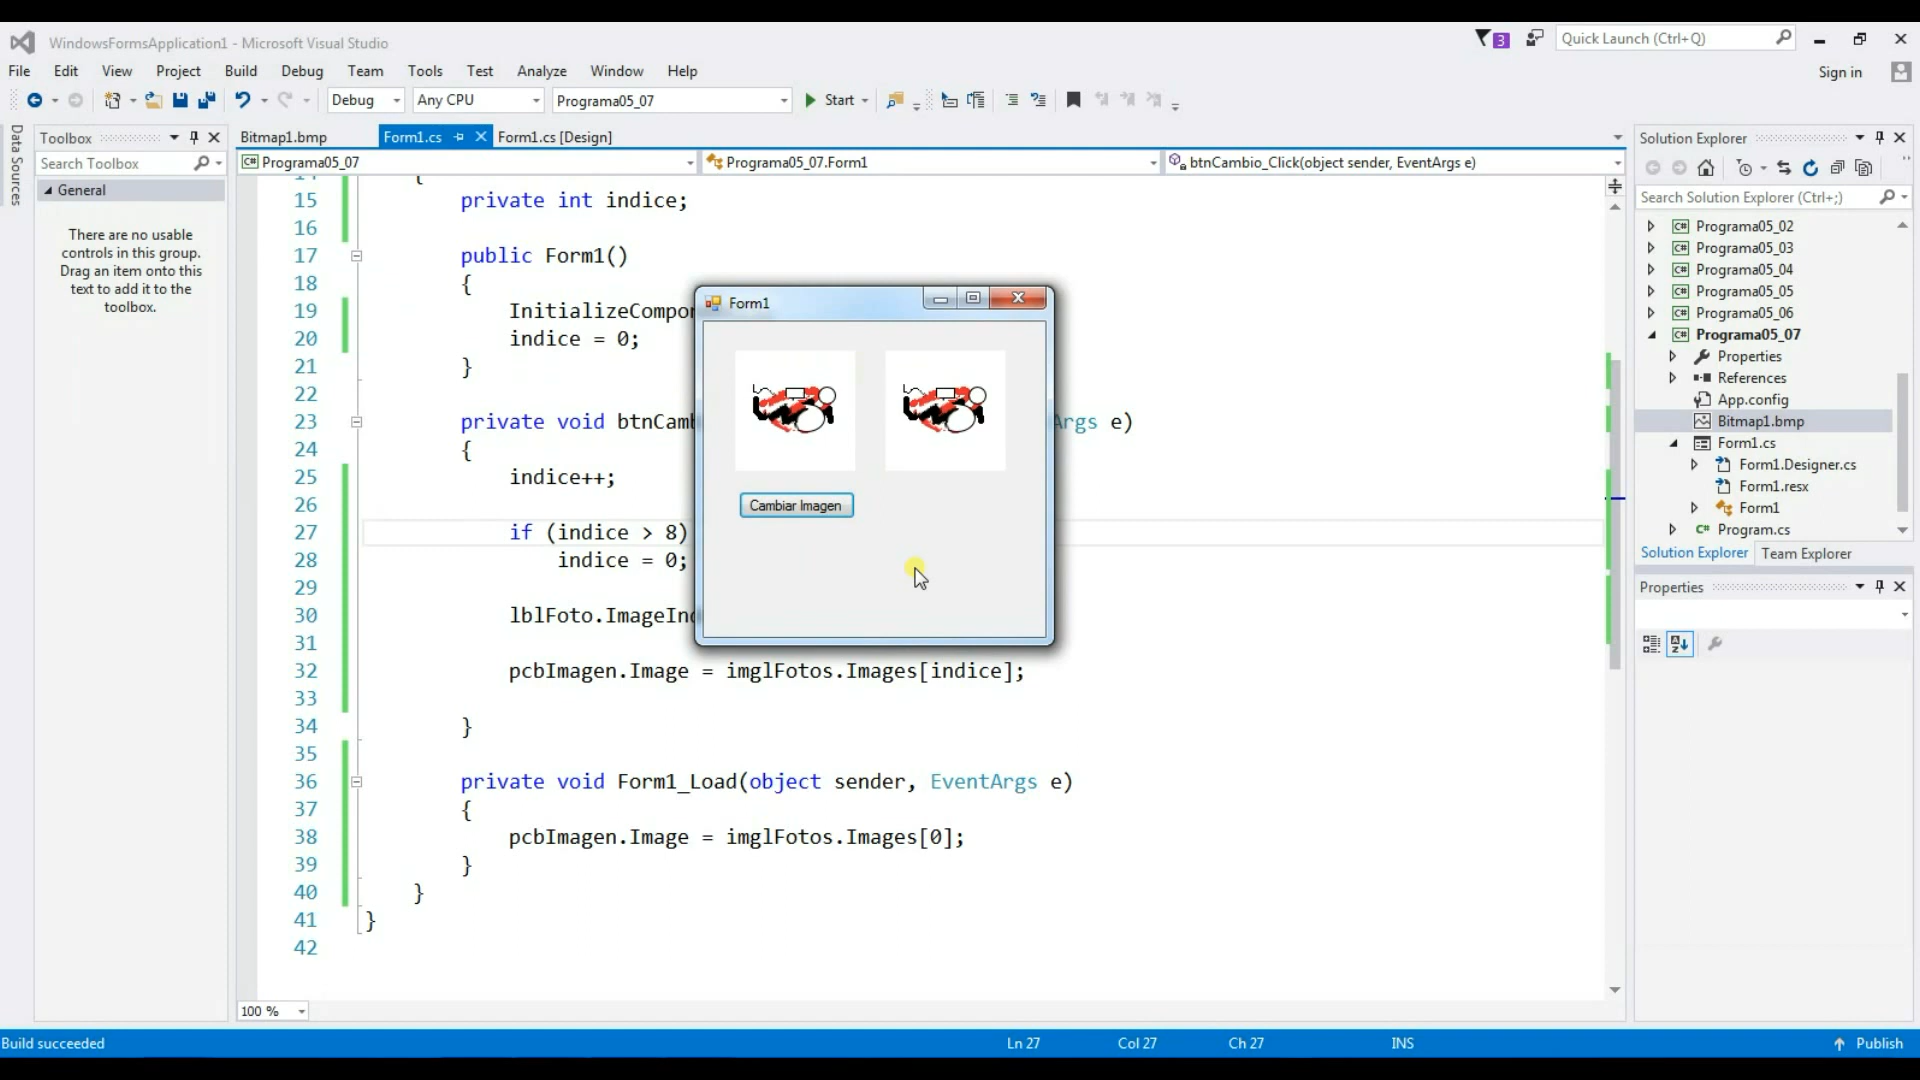 WindowsFormsApplication1 - Microsoft Visual Studio
3
Quick Launch (Ctrl+Q)
File Edit View Project Build Debug Team Tools Test Analyze Window Help
Sign in
Debug Any CPU Programa05_07 Start
Data Sources
Toolbox
Search Toolbox
General
There are no usable
controls in this group.
Drag an item onto this
text to add it to the
toolbox.
Bitmap1.bmp Form1.cs Form1.cs [Design]
C# Programa05_07 Programa05_07.Form1 btnCambio_Click(object sender, EventArgs e)
{
15 private int indice;
16
17 public Form1()
18 {
19 InitializeCompo
20 indice = 0;
21 }
22
23 private void btnCamb Args e)
24 {
25 indice++;
26
27 if (indice > 8)
28 indice = 0;
29
30 lblFoto.ImageInd
31
32 pcbImagen.Image = imglFotos.Images[indice];
33
34 }
35
36 private void Form1_Load(object sender, EventArgs e)
37 {
38 pcbImagen.Image = imglFotos.Images[0];
39 }
40 }
41 }
42
100 %
Form1
Cambiar Imagen
Solution Explorer
Search Solution Explorer (Ctrl+;)
C# Programa05_02
C# Programa05_03
C# Programa05_04
C# Programa05_05
C# Programa05_06
C# Programa05_07
Properties
References
App.config
Bitmap1.bmp
Form1.cs
Form1.Designer.cs
Form1.resx
Form1
C# Program.cs
Solution Explorer Team Explorer
Properties
Build succeeded Ln 27 Col 27 Ch 27 INS Publish